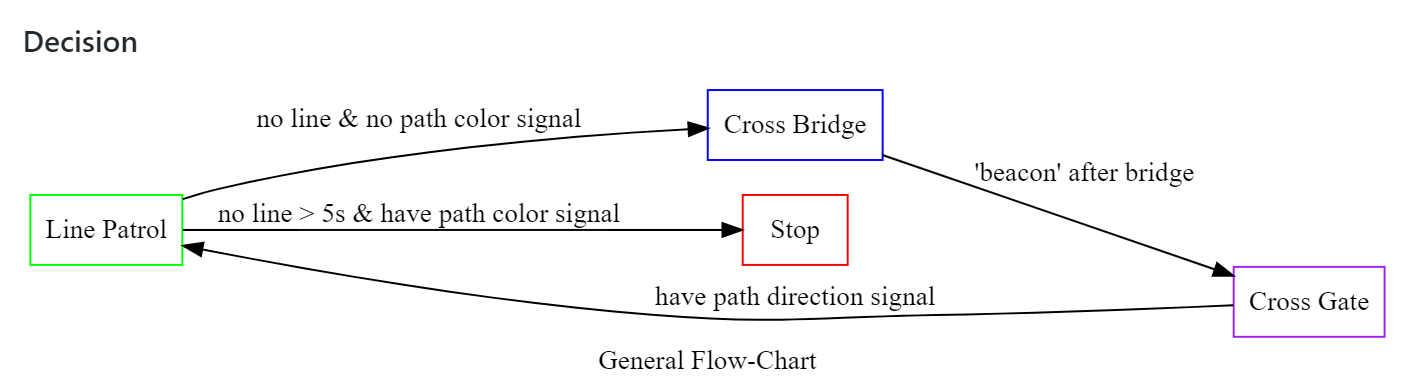 Decision
no line & no path color signal
Cross Bridge
'beacon' after bridge
Line Patrol
no line > 5s & have path color signal
Stop
have path direction signal
Cross Gate
General Flow-Chart